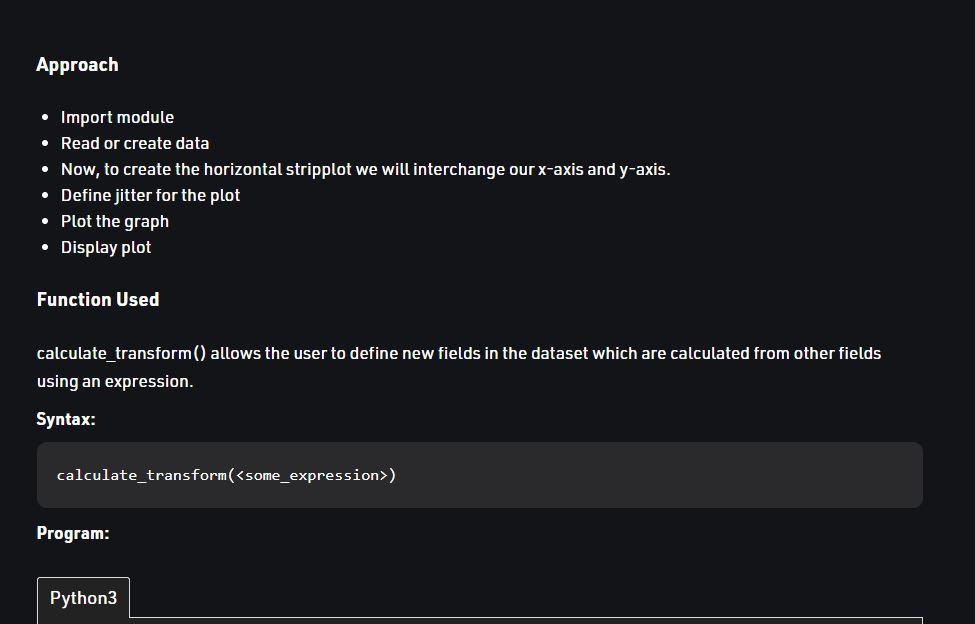 Approach
Import module
Read or create data
Now, to create the horizontal stripplot we will interchange our x-axis and y-axis.
Define jitter for the plot
Plot the graph
Display plot
Function Used
calculate_transform() allows the user to define new fields in the dataset which are calculated from other fields
using an expression.
Syntax:
calculate_transform(<some_expression>)
Program:
Python3